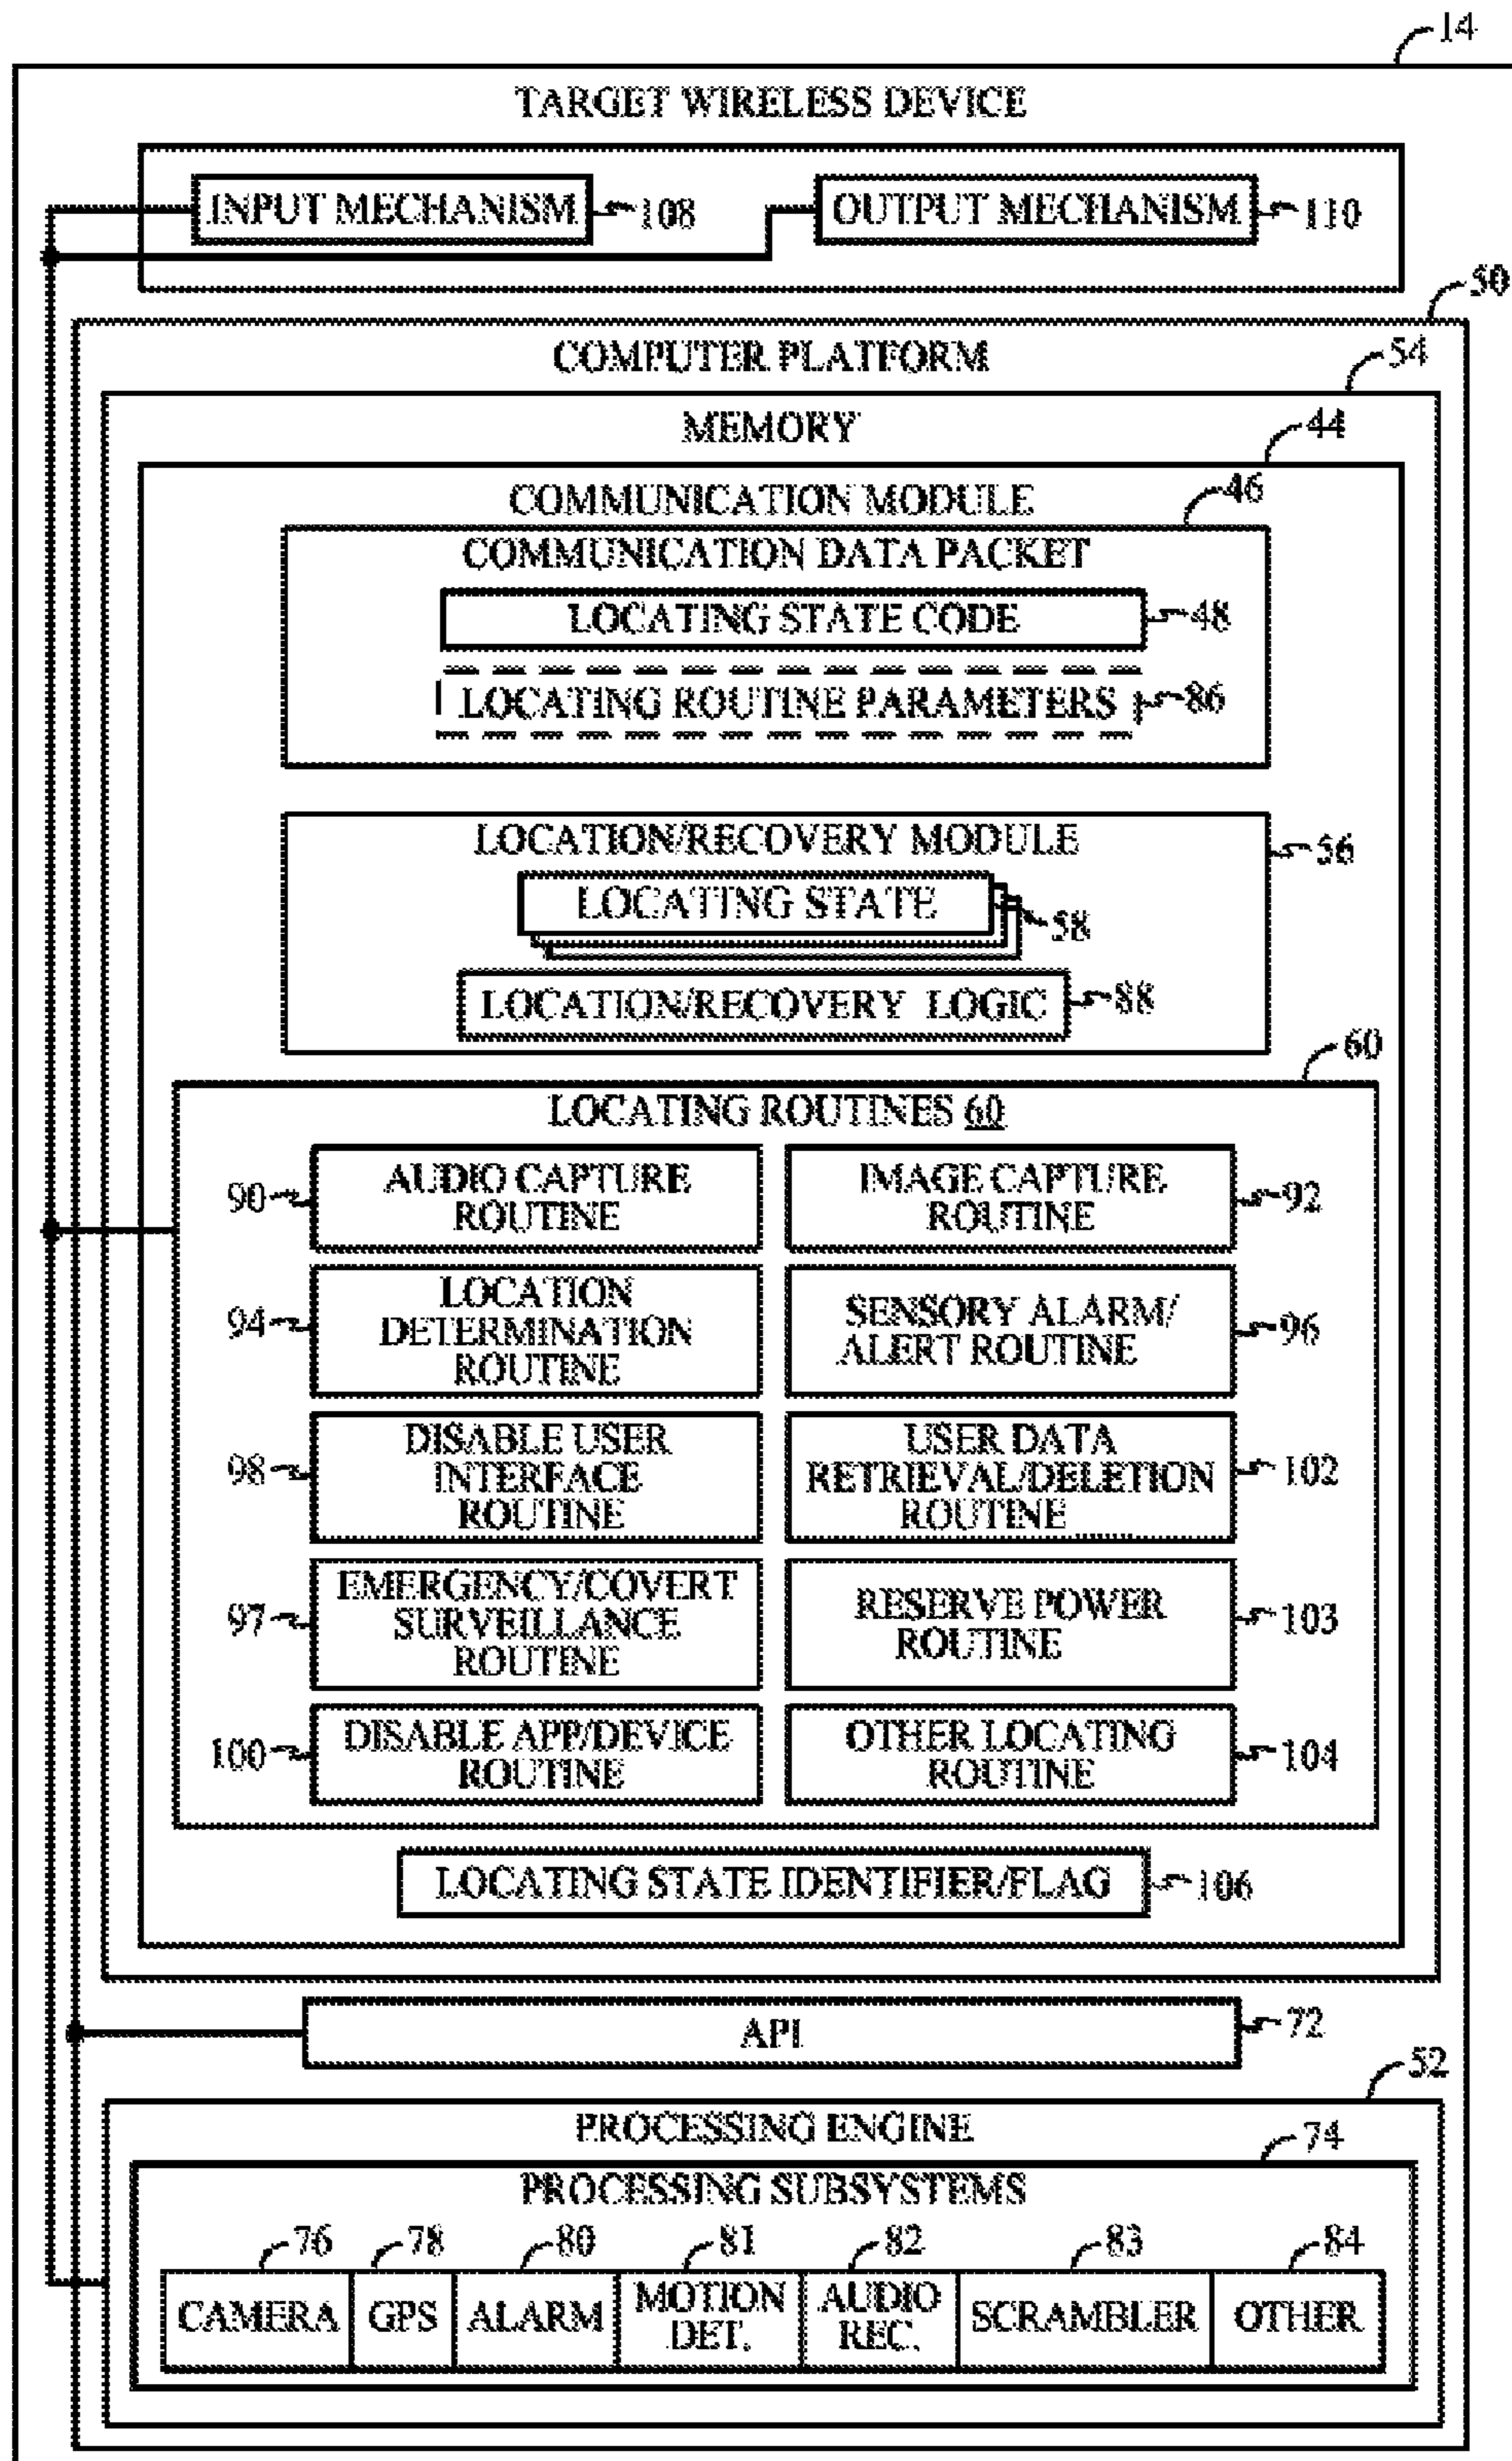 14
TARGET WIRELESS DEVICE
INPUT MECHANISM 108 OUTPUT MECHANISM 110
50
COMPUTER PLATFORM
54
MEMORY
44
COMMUNICATION MODULE
46
COMMUNICATION DATA PACKET
LOCATING STATE CODE 48
LOCATING ROUTINE PARAMETERS 86
LOCATION/RECOVERY MODULE 56
LOCATING STATE 58
LOCATION/RECOVERY LOGIC 88
60
LOCATING ROUTINES 60
90 AUDIO CAPTURE
ROUTINE
IMAGE CAPTURE
ROUTINE 92
94 LOCATION
DETERMINATION
ROUTINE
SENSORY ALARM/
ALERT ROUTINE 96
98 DISABLE USER
INTERFACE
ROUTINE
USER DATA
RETRIEVAL/DELETION
ROUTINE 102
97 EMERGENCY/COVERT
SURVEILLANCE
ROUTINE
RESERVE POWER
ROUTINE 103
100 DISABLE APP/DEVICE
ROUTINE
OTHER LOCATING
ROUTINE 104
LOCATING STATE IDENTIFIER/FLAG 106
API 72
52
PROCESSING ENGINE
74
PROCESSING SUBSYSTEMS
76 78 80 81 82 83 84
CAMERA GPS ALARM MOTION
DET. AUDIO
REC. SCRAMBLER OTHER